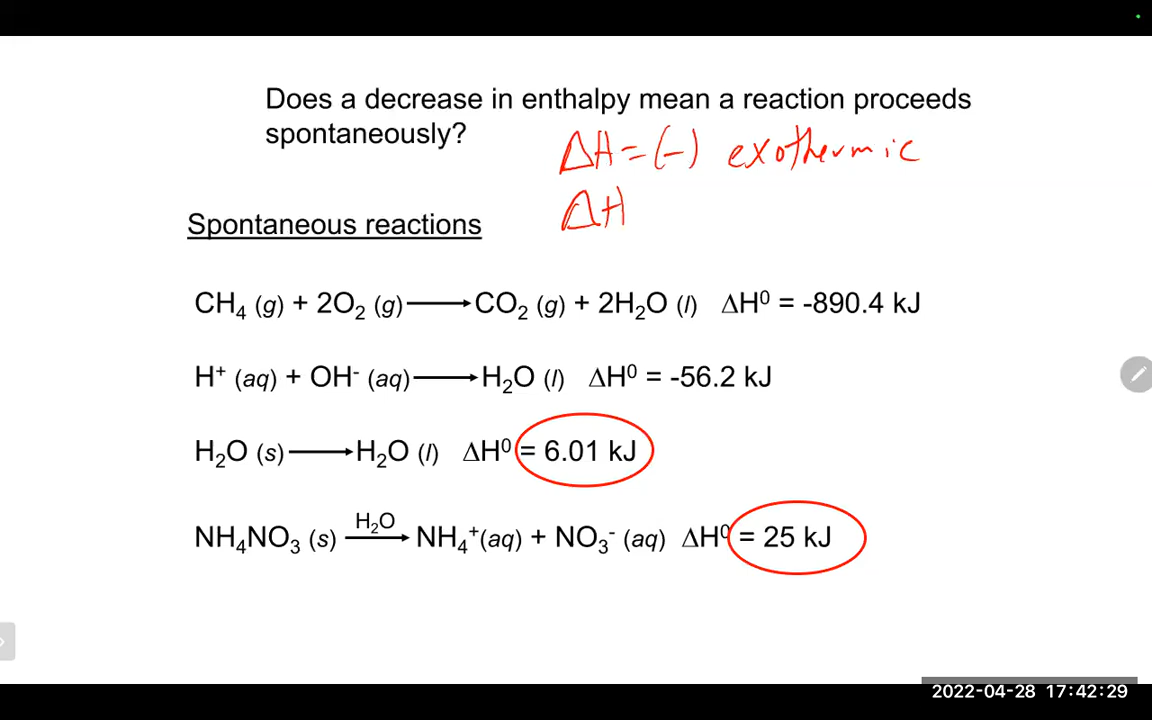 Does a decrease in enthalpy mean a reaction proceeds
spontaneously?
ΔH = (-) exothermic
ΔH
Spontaneous reactions
CH₄ (g) + 2O₂ (g) ⟶ CO₂ (g) + 2H₂O (l) ΔH⁰ = -890.4 kJ
H⁺ (aq) + OH⁻ (aq) ⟶ H₂O (l) ΔH⁰ = -56.2 kJ
H₂O (s) ⟶ H₂O (l) ΔH⁰ = 6.01 kJ
H₂O
NH₄NO₃ (s) ⟶ NH₄⁺(aq) + NO₃⁻ (aq) ΔH⁰ = 25 kJ
2022-04-28 17:42:29